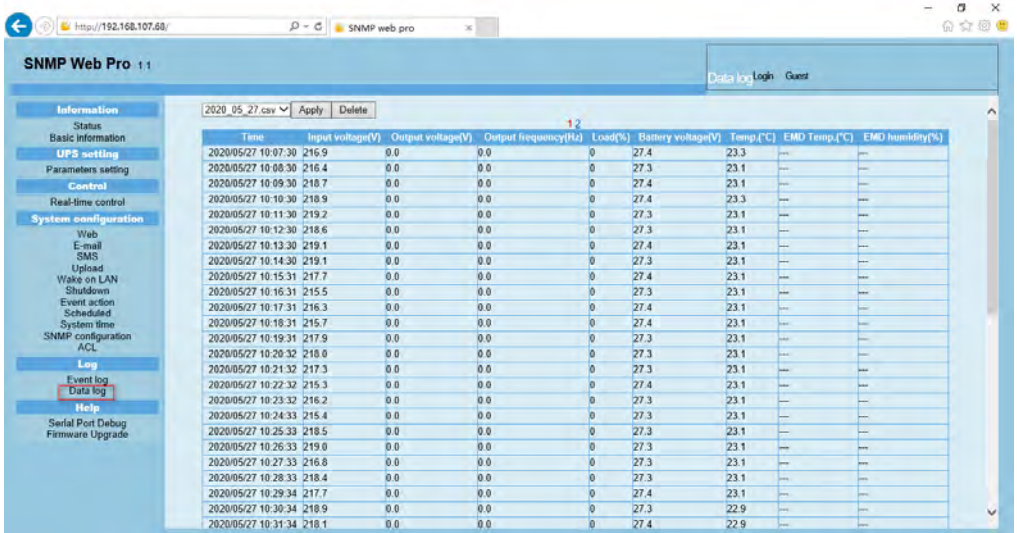 http://192.168.107.68/
SNMP web pro
SNMP Web Pro 1 1
Data log Login Guest
Information
Status
Basic information
UPS setting
Parameters setting
Control
Real-time control
System configuration
Web
E-mail
SMS
Upload
Wake on LAN
Shutdown
Event action
Scheduled
System time
SNMP configuration
ACL
Log
Event log
Data log
Help
Serial Port Debug
Firmware Upgrade
2020_05_27.csv Apply Delete
1 2
Time Input voltage(V) Output voltage(V) Output frequency(Hz) Load(%) Battery voltage(V) Temp.(°C) EMD Temp.(°C) EMD humidity(%)
2020/05/27 10:07:30 216.9 0.0 0.0 0 27.4 23.3 --- ---
2020/05/27 10:08:30 216.4 0.0 0.0 0 27.3 23.1 --- ---
2020/05/27 10:09:30 218.7 0.0 0.0 0 27.4 23.1 --- ---
2020/05/27 10:10:30 218.9 0.0 0.0 0 27.4 23.3 --- ---
2020/05/27 10:11:30 219.2 0.0 0.0 0 27.3 23.1 --- ---
2020/05/27 10:12:30 218.6 0.0 0.0 0 27.3 23.1 --- ---
2020/05/27 10:13:30 219.1 0.0 0.0 0 27.4 23.1 --- ---
2020/05/27 10:14:30 219.1 0.0 0.0 0 27.3 23.1 --- ---
2020/05/27 10:15:31 217.7 0.0 0.0 0 27.4 23.1 --- ---
2020/05/27 10:16:31 215.5 0.0 0.0 0 27.3 23.1 --- ---
2020/05/27 10:17:31 216.3 0.0 0.0 0 27.4 23.1 --- ---
2020/05/27 10:18:31 215.7 0.0 0.0 0 27.4 23.1 --- ---
2020/05/27 10:19:31 217.9 0.0 0.0 0 27.3 23.1 --- ---
2020/05/27 10:20:32 218.0 0.0 0.0 0 27.3 23.1 --- ---
2020/05/27 10:21:32 217.3 0.0 0.0 0 27.3 23.1 --- ---
2020/05/27 10:22:32 215.3 0.0 0.0 0 27.4 23.1 --- ---
2020/05/27 10:23:32 216.2 0.0 0.0 0 27.3 23.1 --- ---
2020/05/27 10:24:33 215.4 0.0 0.0 0 27.3 23.1 --- ---
2020/05/27 10:25:33 218.5 0.0 0.0 0 27.3 23.1 --- ---
2020/05/27 10:26:33 219.0 0.0 0.0 0 27.3 23.1 --- ---
2020/05/27 10:27:33 216.8 0.0 0.0 0 27.3 23.1 --- ---
2020/05/27 10:28:33 218.4 0.0 0.0 0 27.3 23.1 --- ---
2020/05/27 10:29:34 217.7 0.0 0.0 0 27.4 23.1 --- ---
2020/05/27 10:30:34 218.9 0.0 0.0 0 27.3 22.9 --- ---
2020/05/27 10:31:34 218.1 0.0 0.0 0 27.4 22.9 --- ---